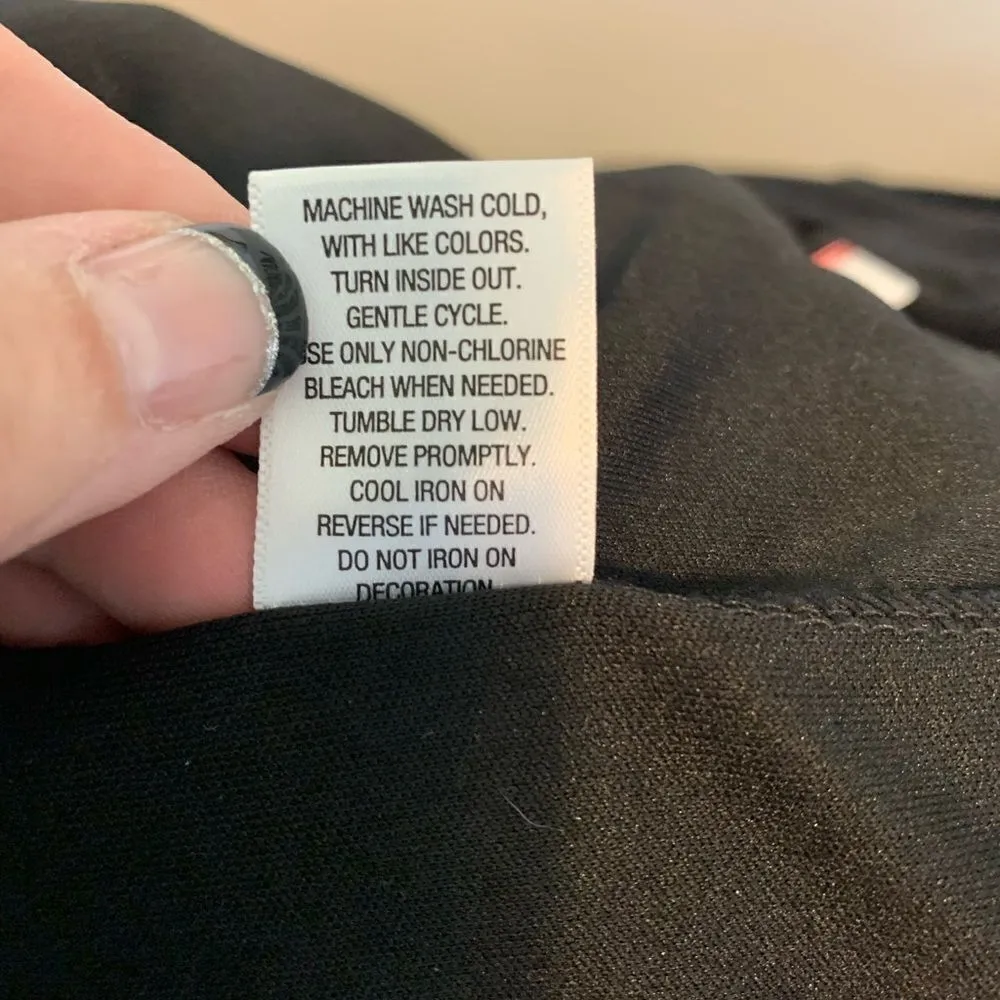 MACHINE WASH COLD,
WITH LIKE COLORS.
TURN INSIDE OUT.
GENTLE CYCLE.
SE ONLY NON-CHLORINE
BLEACH WHEN NEEDED.
TUMBLE DRY LOW.
REMOVE PROMPTLY.
COOL IRON ON
REVERSE IF NEEDED.
DO NOT IRON ON
DECORATION